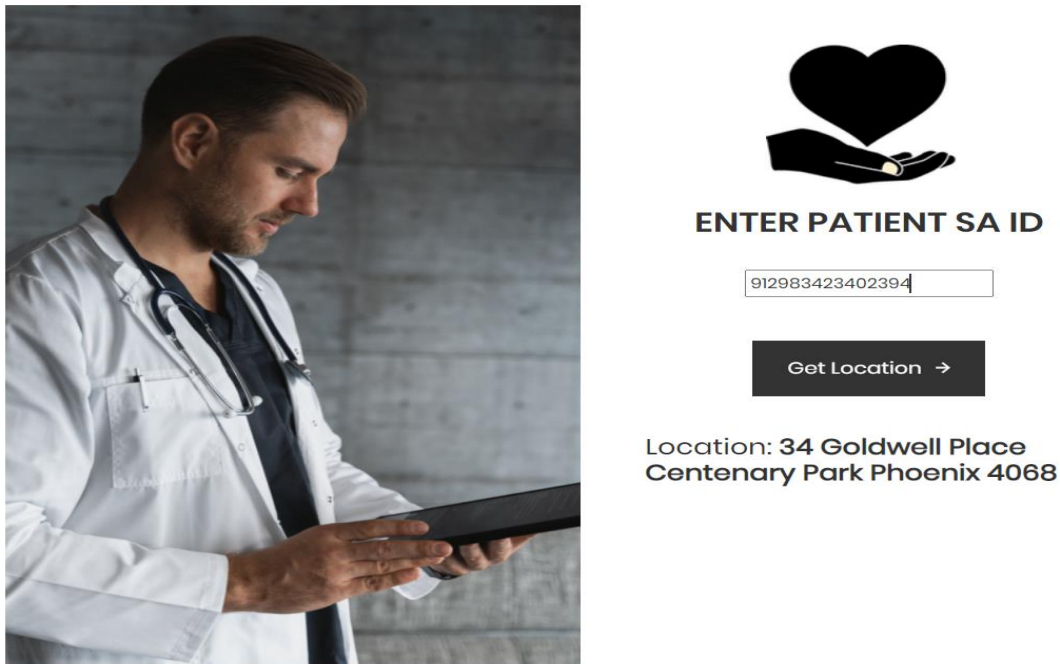 ENTER PATIENT SA ID
912983423402394
Get Location →
Location: 34 Goldwell Place
Centenary Park Phoenix 4068